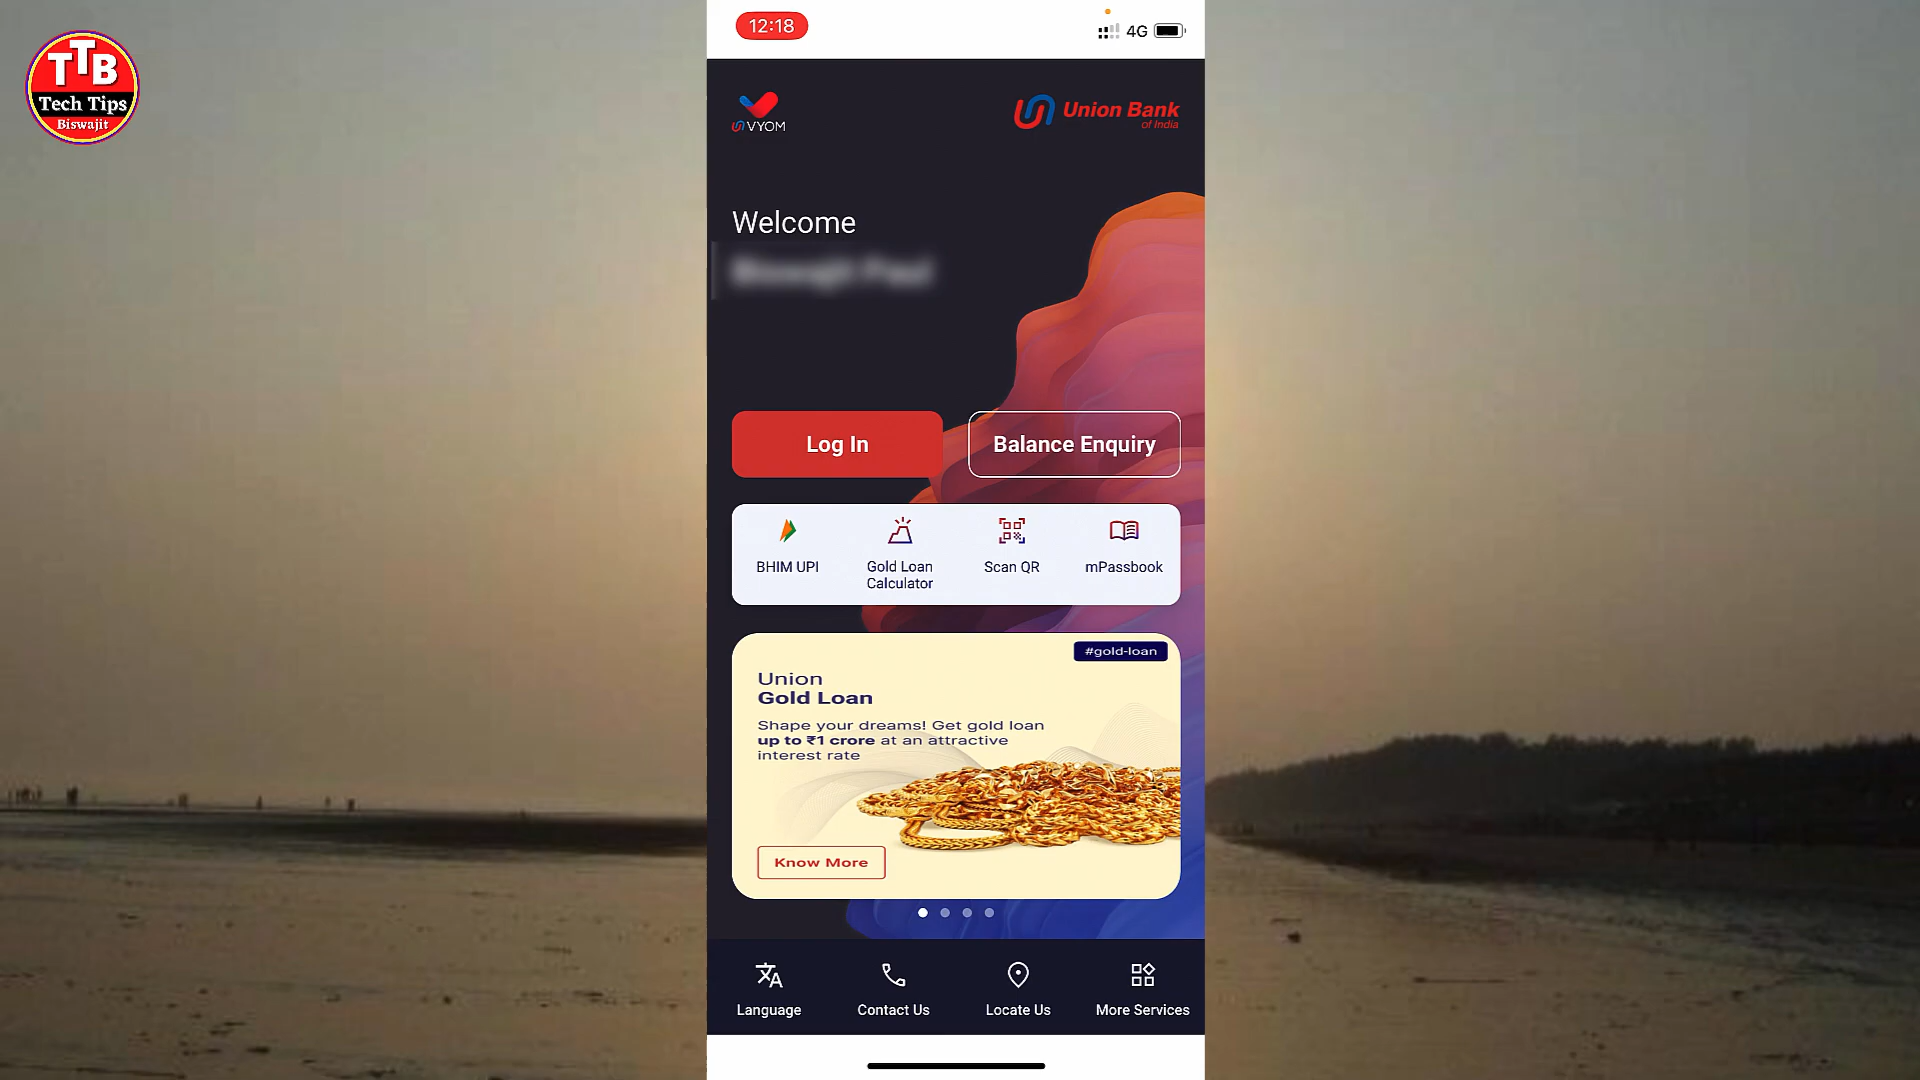 TTB
Tech Tips
Biswajit
12:18
4G
VYOM
Union Bank
of India
Welcome
Log In
Balance Enquiry
BHIM UPI
Gold Loan
Calculator
Scan QR
mPassbook
#gold-loan
Union
Gold Loan
Shape your dreams! Get gold loan
up to ₹1 crore at an attractive
interest rate
Know More
Language
Contact Us
Locate Us
More Services